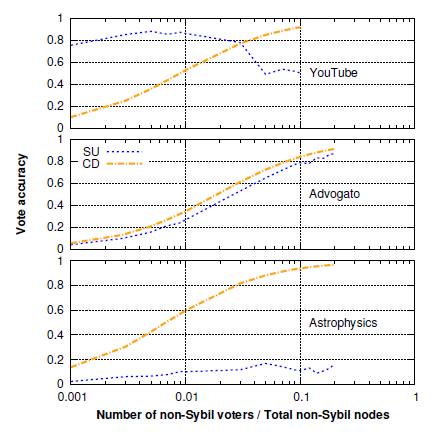 1
0.8
0.6
0.4
0.2
0
YouTube
1
0.8
0.6
0.4
0.2
0
SU
CD
Advogato
Vote accuracy
1
0.8
0.6
0.4
0.2
0
Astrophysics
0.001 0.01 0.1 1
Number of non-Sybil voters / Total non-Sybil nodes